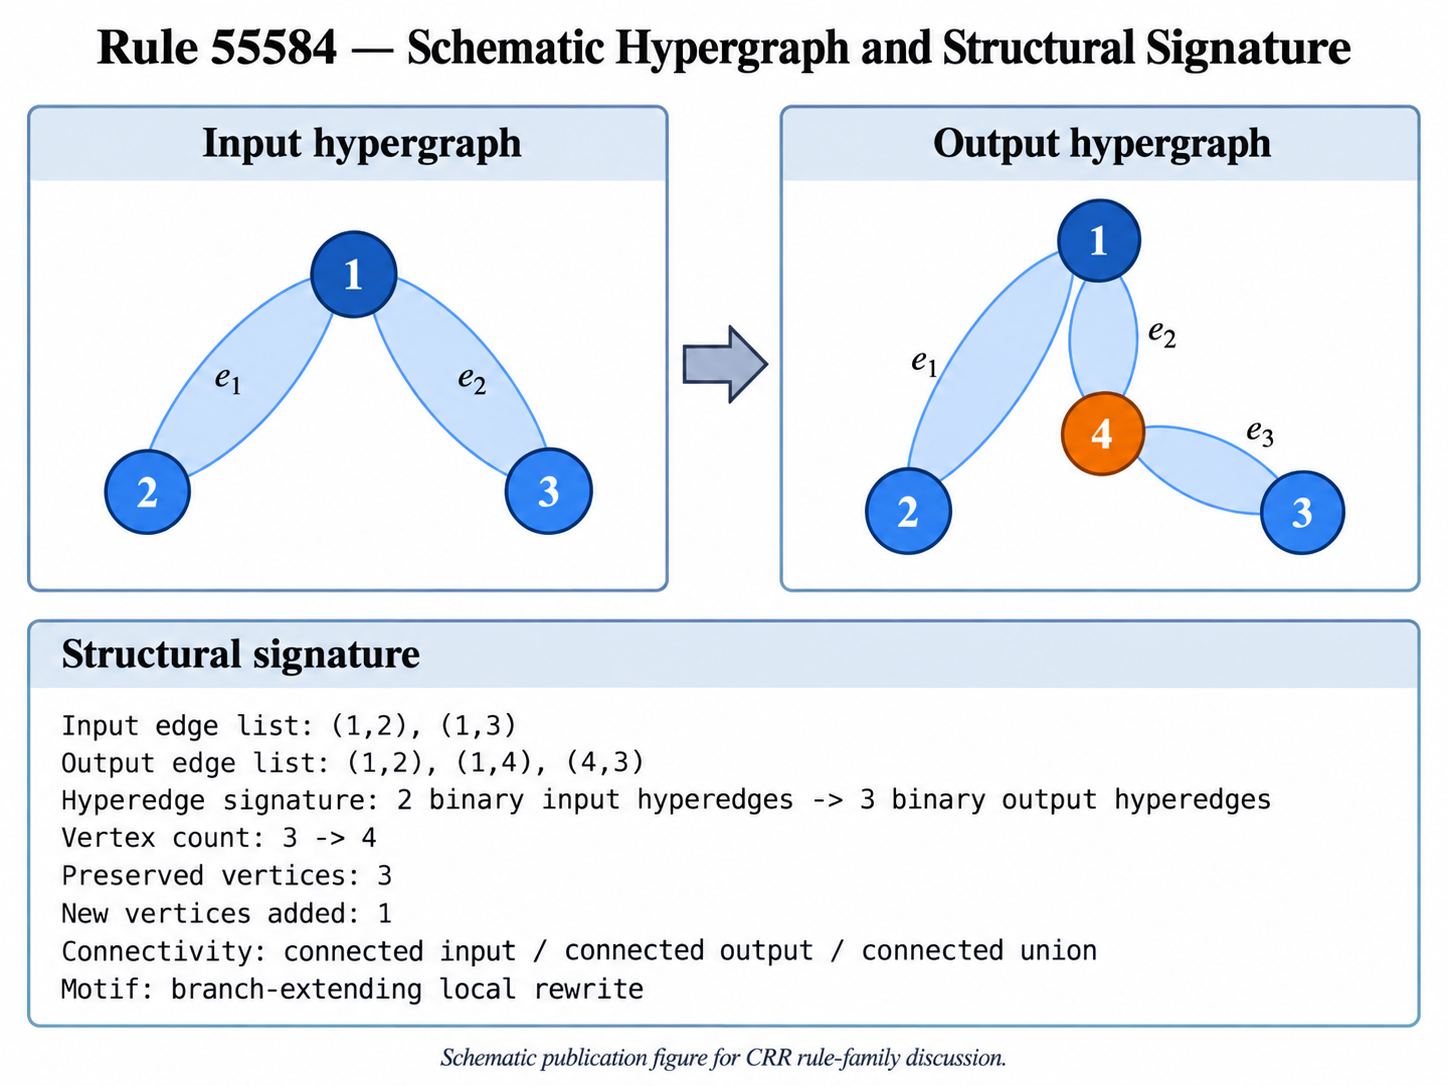 Rule 55584 — Schematic Hypergraph and Structural Signature
Input hypergraph
1
e1
e2
2
3
Output hypergraph
1
e2
e1
4
e3
2
3
Structural signature
Input edge list: (1,2), (1,3)
Output edge list: (1,2), (1,4), (4,3)
Hyperedge signature: 2 binary input hyperedges -> 3 binary output hyperedges
Vertex count: 3 -> 4
Preserved vertices: 3
New vertices added: 1
Connectivity: connected input / connected output / connected union
Motif: branch-extending local rewrite
Schematic publication figure for CRR rule-family discussion.